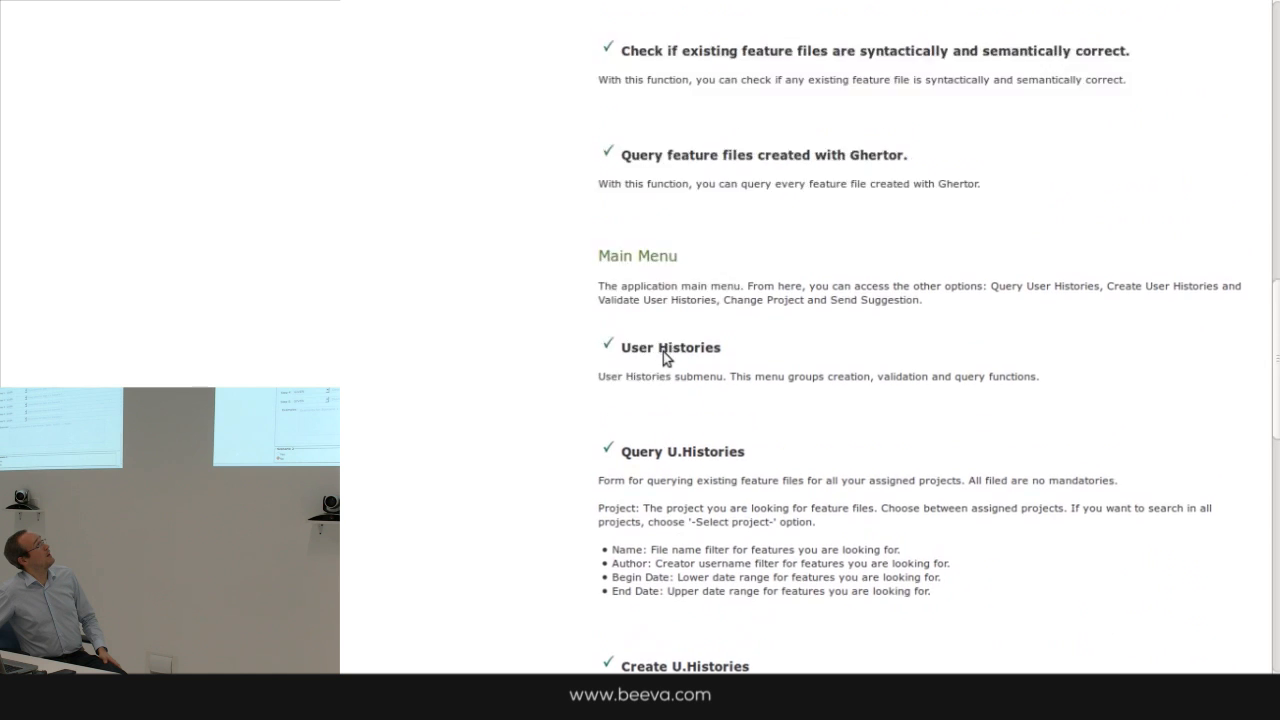 Check if existing feature files are syntactically and semantically correct.
With this function, you can check if any existing feature file is syntactically and semantically correct.
Query feature files created with Ghertor.
With this function, you can query every feature file created with Ghertor.
Main Menu
The application main menu. From here, you can access the other options: Query User Histories, Create User Histories and
Validate User Histories, Change Project and Send Suggestion.
User Histories
User Histories submenu. This menu groups creation, validation and query functions.
Query U.Histories
Form for querying existing feature files for all your assigned projects. All filed are no mandatories.
Project: The project you are looking for feature files. Choose between assigned projects. If you want to search in all
projects, choose '-Select project-' option.
• Name: File name filter for features you are looking for.
• Author: Creator username filter for features you are looking for.
• Begin Date: Lower date range for features you are looking for.
• End Date: Upper date range for features you are looking for.
Create U.Histories
www.beeva.com